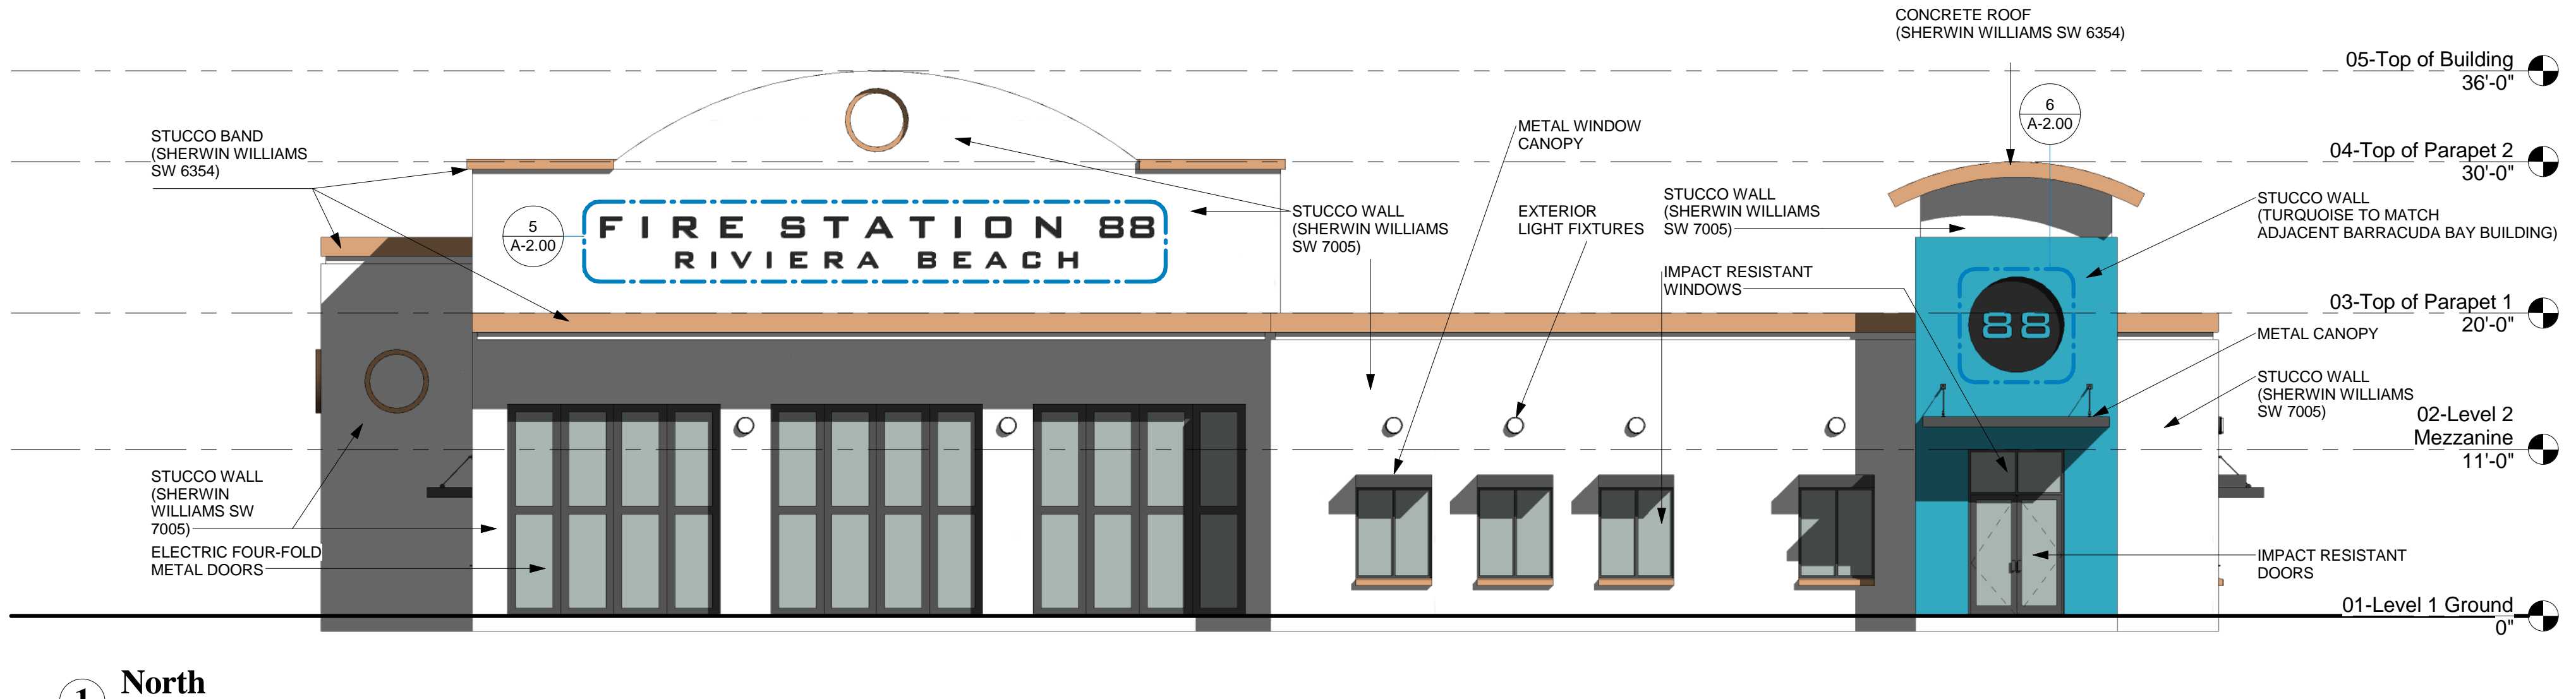 CONCRETE ROOF
(SHERWIN WILLIAMS SW 6354)
05-Top of Building
36'-0"
6
A-2.00
STUCCO BAND
(SHERWIN WILLIAMS
SW 6354)
METAL WINDOW
CANOPY
04-Top of Parapet 2
30'-0"
STUCCO WALL
(SHERWIN WILLIAMS
SW 7005)
STUCCO WALL
(TURQUOISE TO MATCH
ADJACENT BARRACUDA BAY BUILDING)
5
A-2.00
FIRE STATION 88
RIVIERA BEACH
STUCCO WALL
(SHERWIN WILLIAMS
SW 7005)
EXTERIOR
LIGHT FIXTURES
IMPACT RESISTANT
WINDOWS
03-Top of Parapet 1
20'-0"
88
METAL CANOPY
STUCCO WALL
(SHERWIN WILLIAMS
SW 7005)
02-Level 2
Mezzanine
11'-0"
STUCCO WALL
(SHERWIN
WILLIAMS SW
7005)
ELECTRIC FOUR-FOLD
METAL DOORS
IMPACT RESISTANT
DOORS
01-Level 1 Ground
0"
1
North